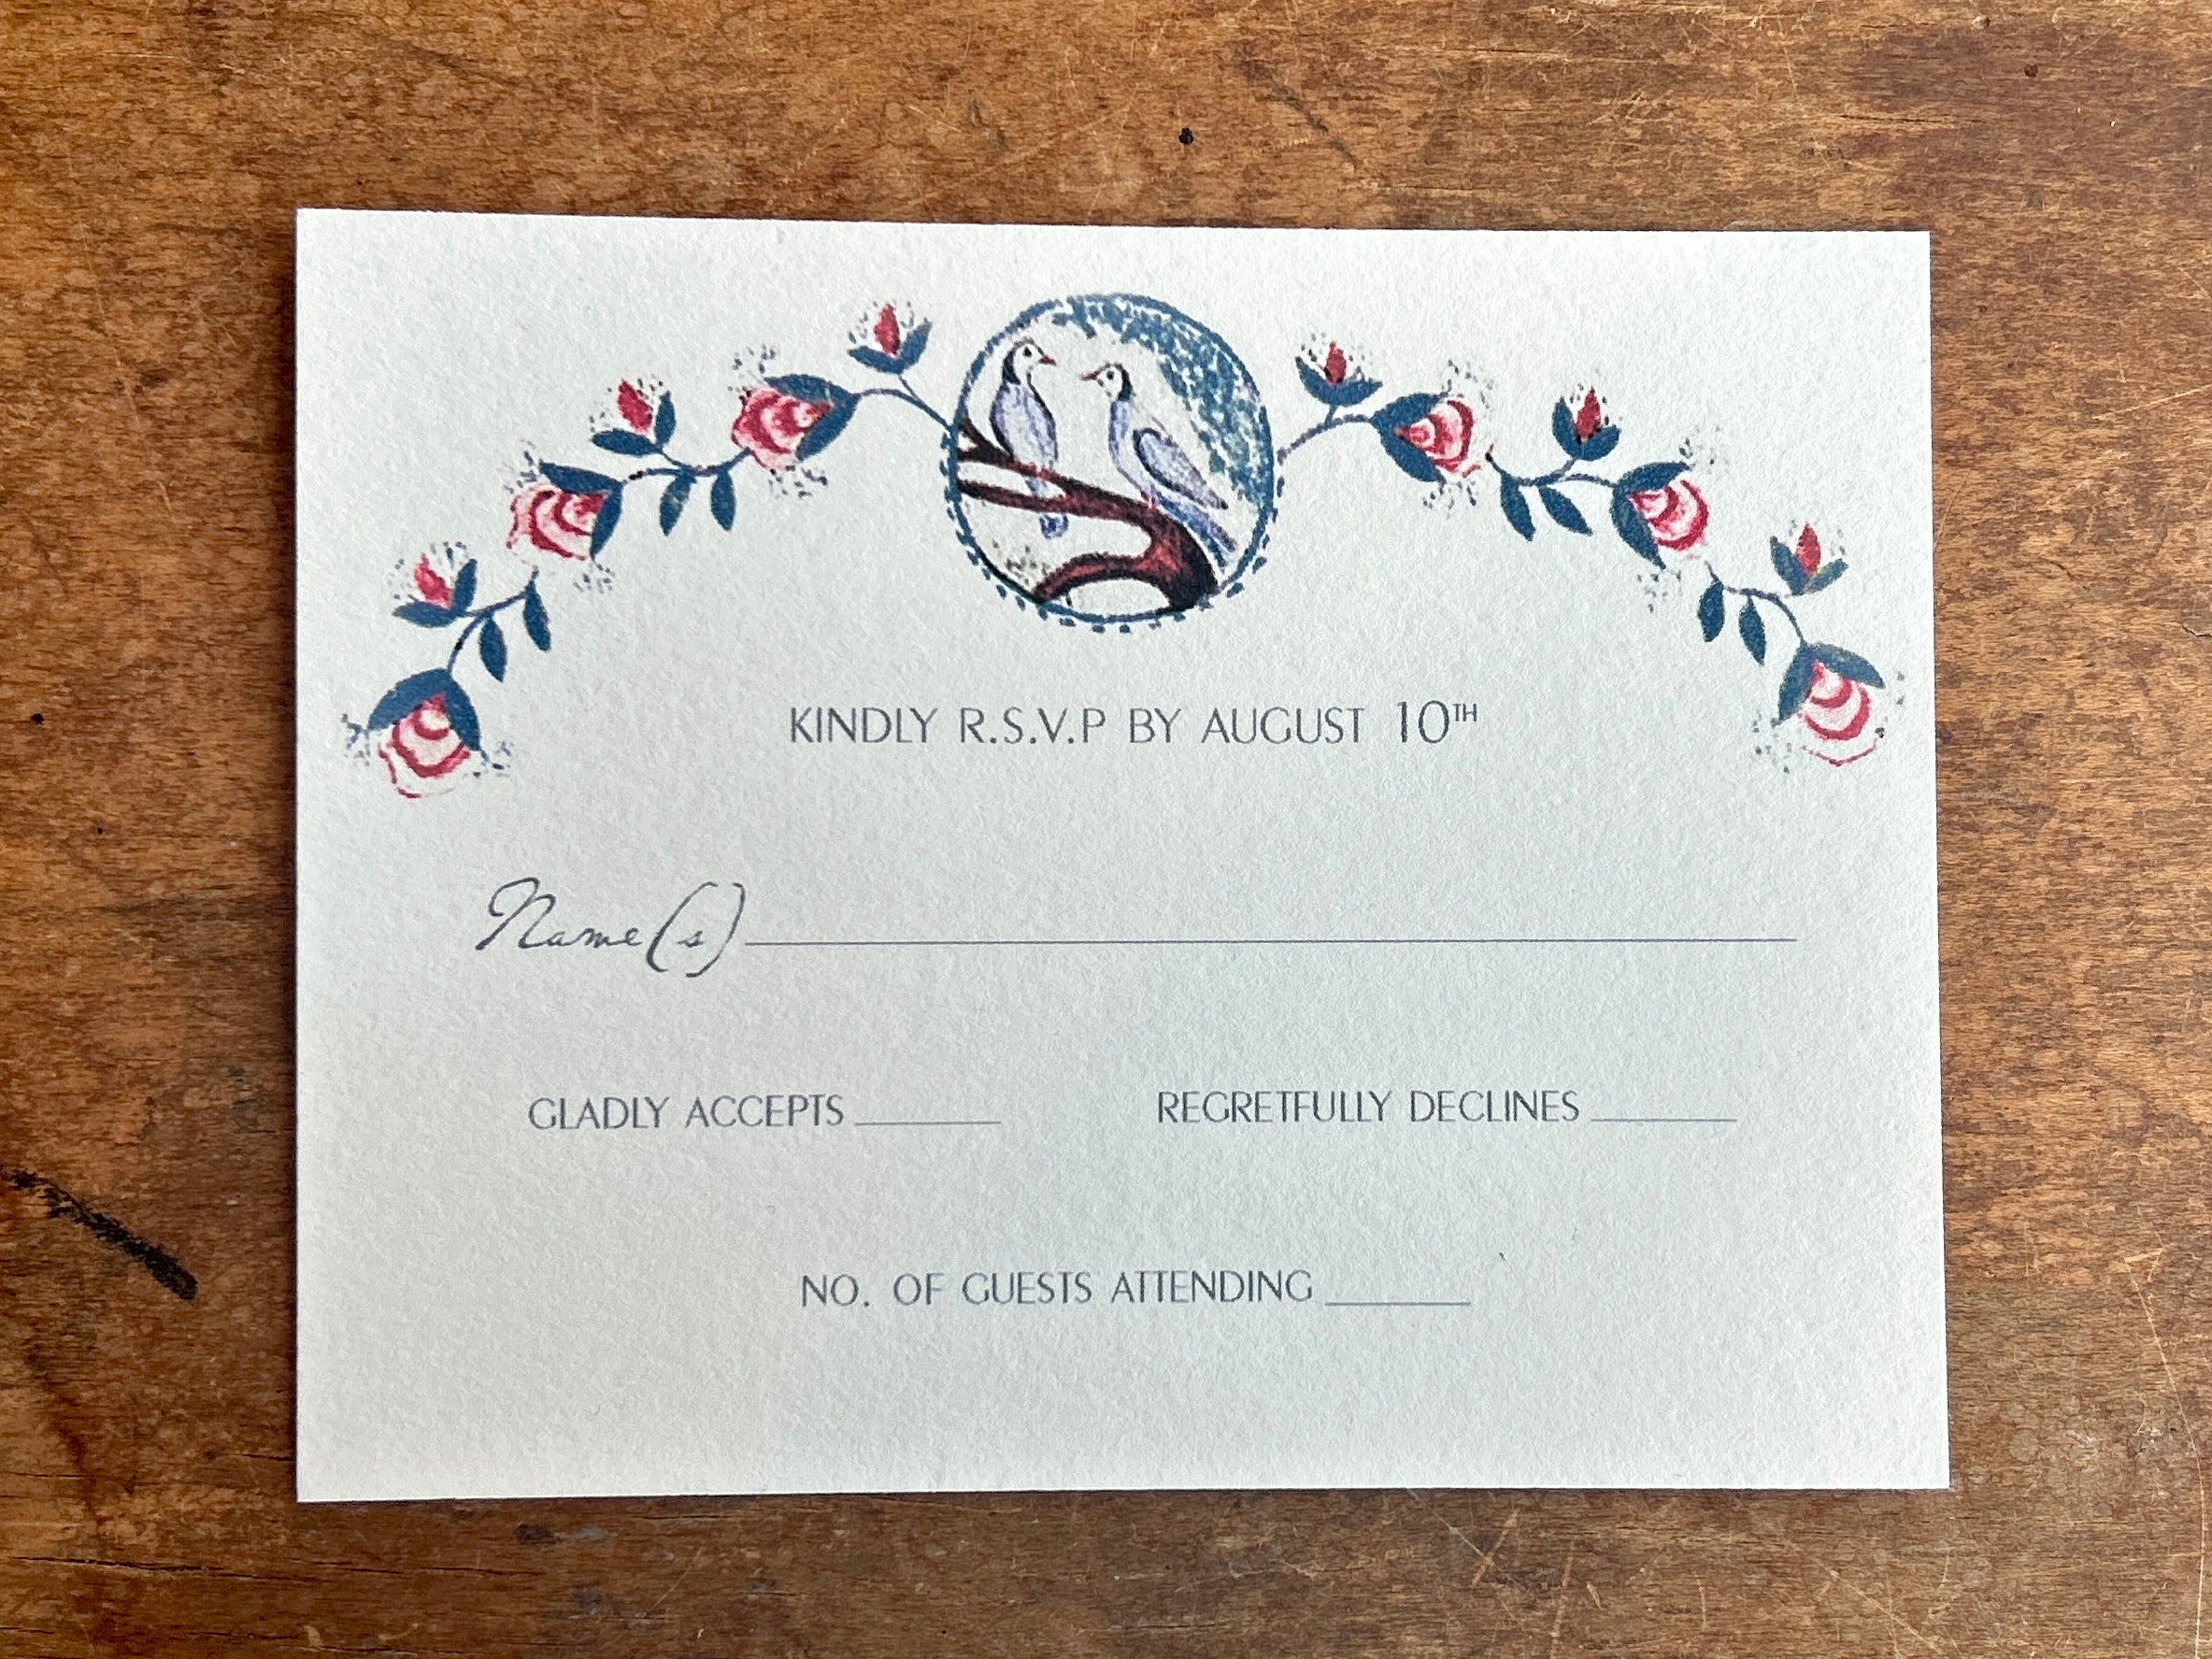 KINDLY R.S.V.P BY AUGUST 10TH
Name(s)
GLADLY ACCEPTS REGRETFULLY DECLINES
NO. OF GUESTS ATTENDING